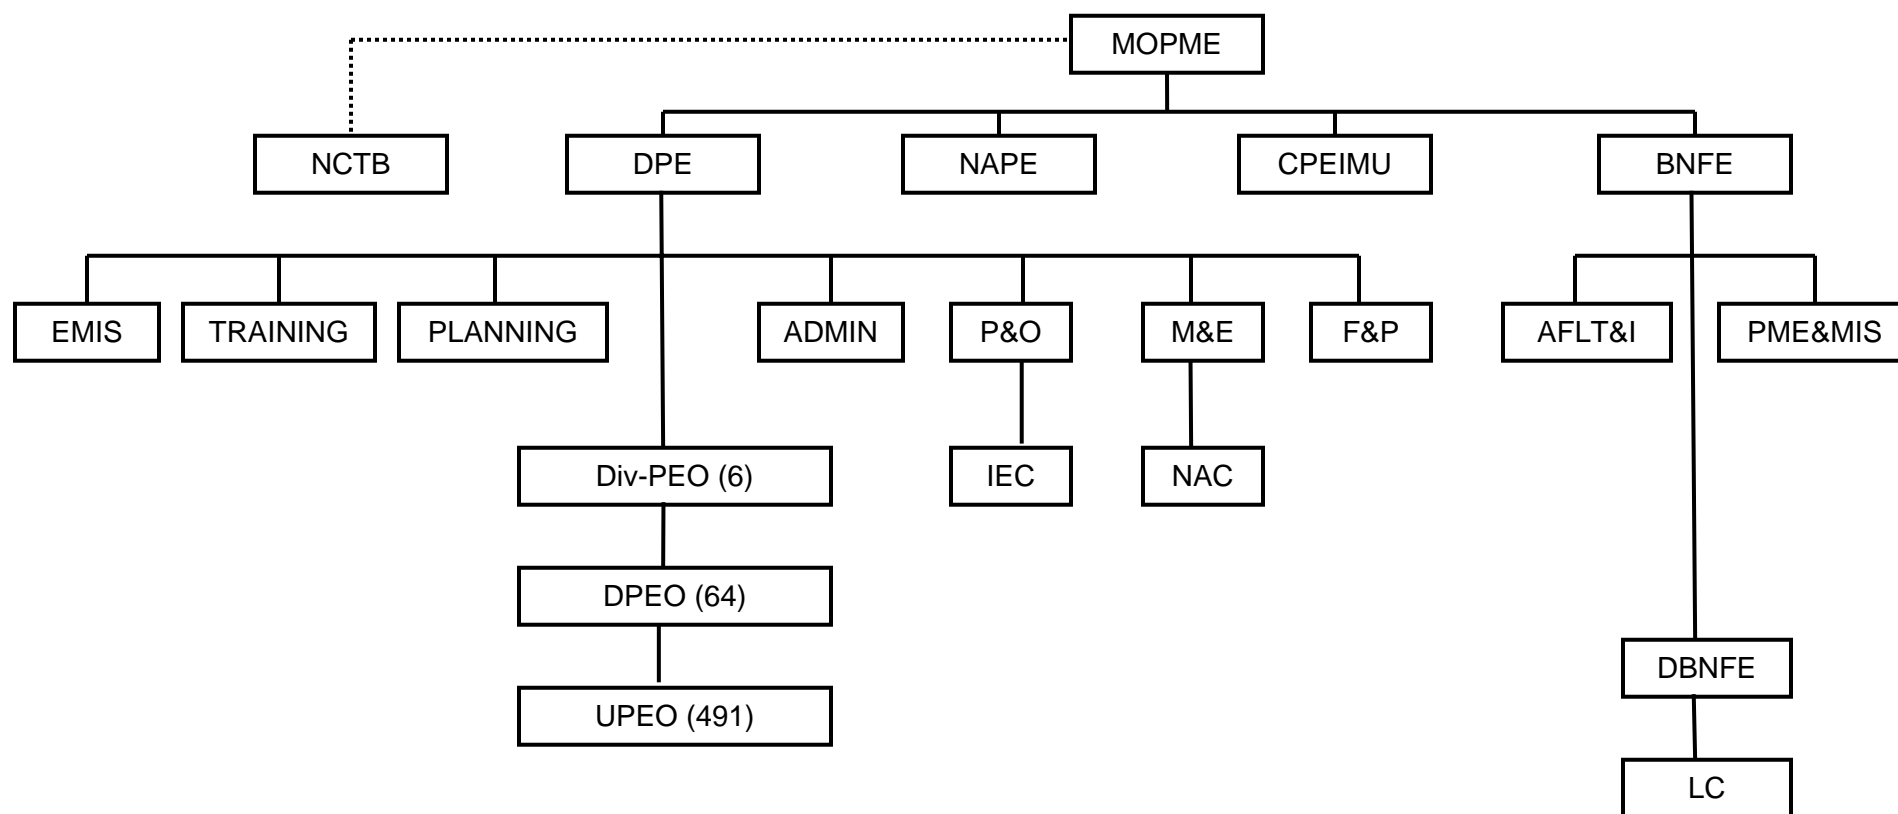 MOPME
NCTB
DPE
NAPE
CPEIMU
BNFE
EMIS
TRAINING
PLANNING
ADMIN
P&O
M&E
F&P
AFLT&I
PME&MIS
Div-PEO (6)
IEC
NAC
DPEO (64)
DBNFE
UPEO (491)
LC